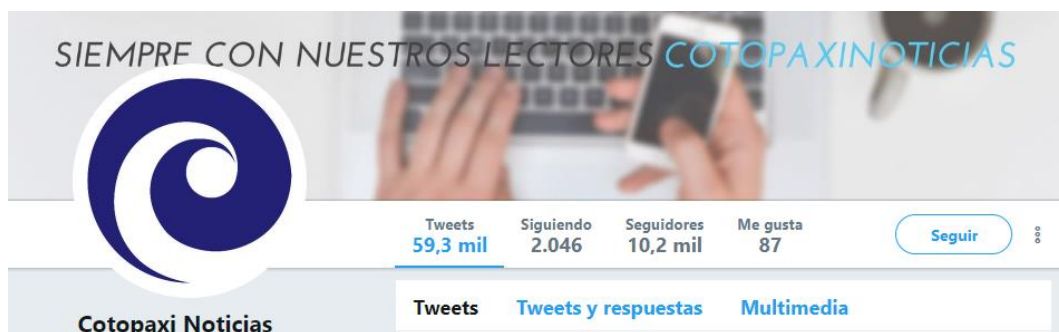 SIEMPRE CON NUESTROS LECTORES COTOPAXINOTICIAS
Tweets Siguiendo Seguidores Me gusta
59,3 mil 2.046 10,2 mil 87
Seguir
Tweets Tweets y respuestas Multimedia
Cotopaxi Noticias